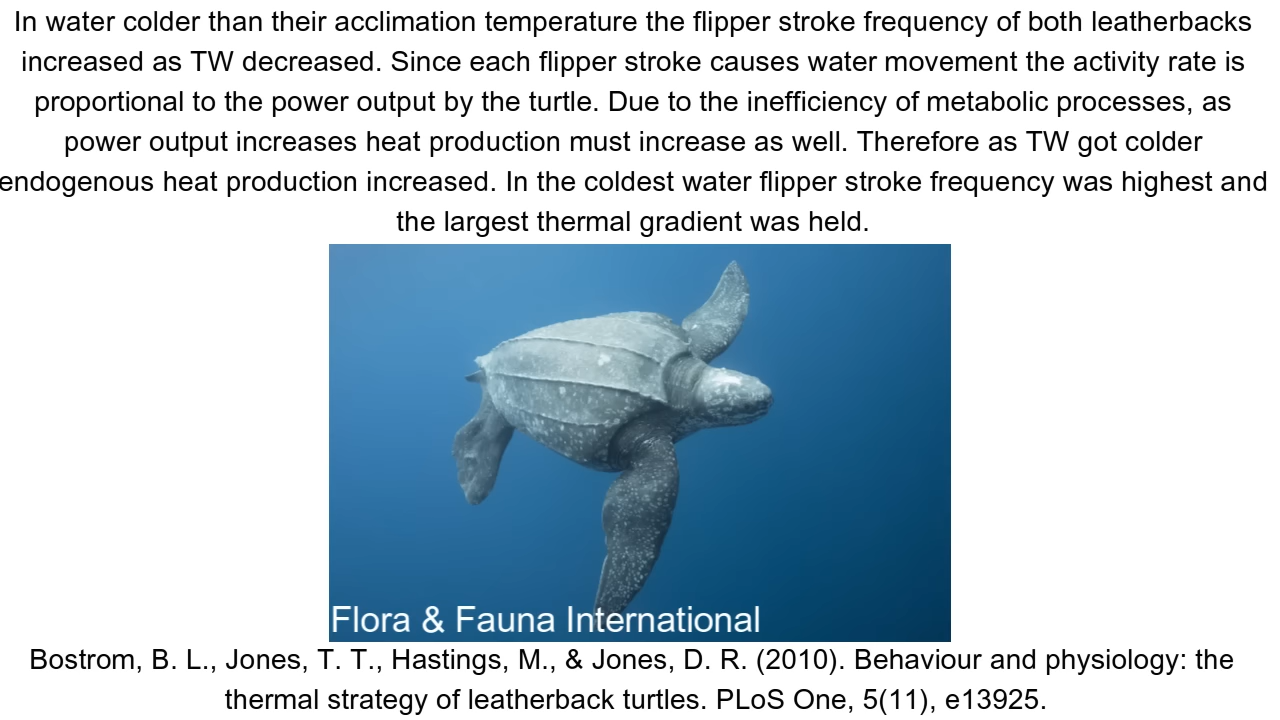 In water colder than their acclimation temperature the flipper stroke frequency of both leatherbacks
increased as TW decreased. Since each flipper stroke causes water movement the activity rate is
proportional to the power output by the turtle. Due to the inefficiency of metabolic processes, as
power output increases heat production must increase as well. Therefore as TW got colder
endogenous heat production increased. In the coldest water flipper stroke frequency was highest and
the largest thermal gradient was held.
Flora & Fauna International
Bostrom, B. L., Jones, T. T., Hastings, M., & Jones, D. R. (2010). Behaviour and physiology: the
thermal strategy of leatherback turtles. PLoS One, 5(11), e13925.